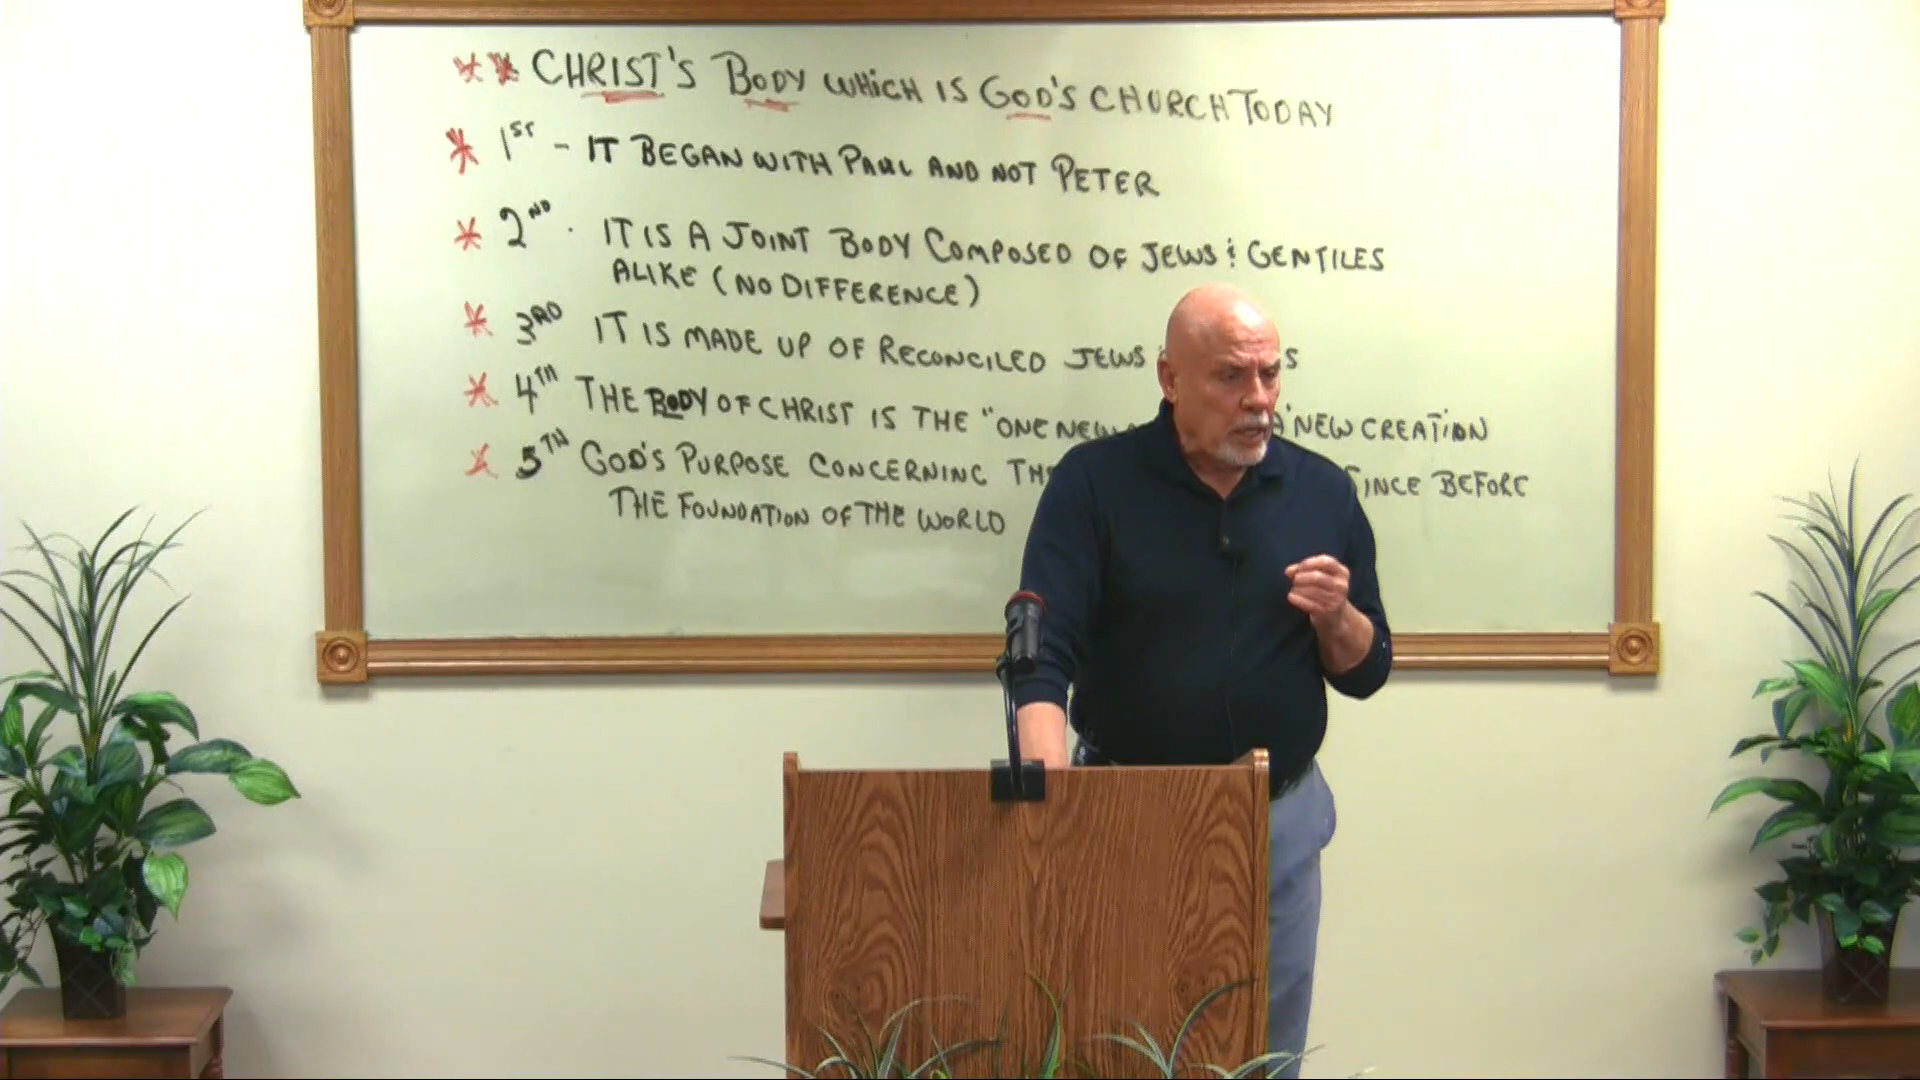 ** CHRIST'S BODY WHICH IS GOD'S CHURCH TODAY
* 1ST - IT BEGAN WITH PAUL AND NOT PETER
* 2ND. IT IS A JOINT BODY COMPOSED OF JEWS & GENTILES
ALIKE (NO DIFFERENCE)
* 3RD IT IS MADE UP OF RECONCILED JEWS
* 4TH THE BODY OF CHRIST IS THE "ONE NEW A "NEW CREATION
* 5TH GOD'S PURPOSE CONCERNING SINCE BEFORE
THE FOUNDATION OF THE WORLD